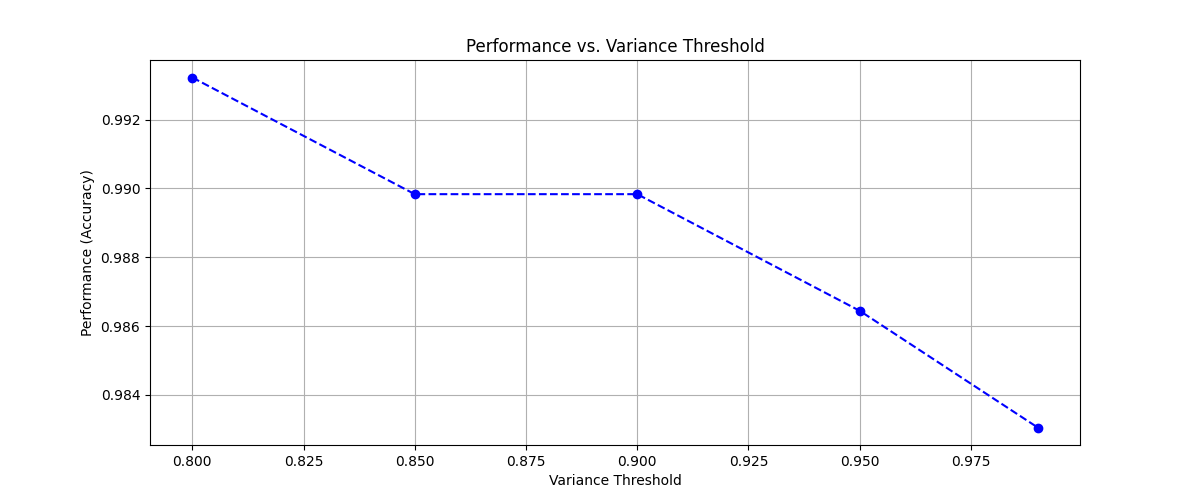 Performance vs. Variance Threshold
Performance (Accuracy)
0.992
0.990
0.988
0.986
0.984
0.800 0.825 0.850 0.875 0.900 0.925 0.950 0.975
Variance Threshold